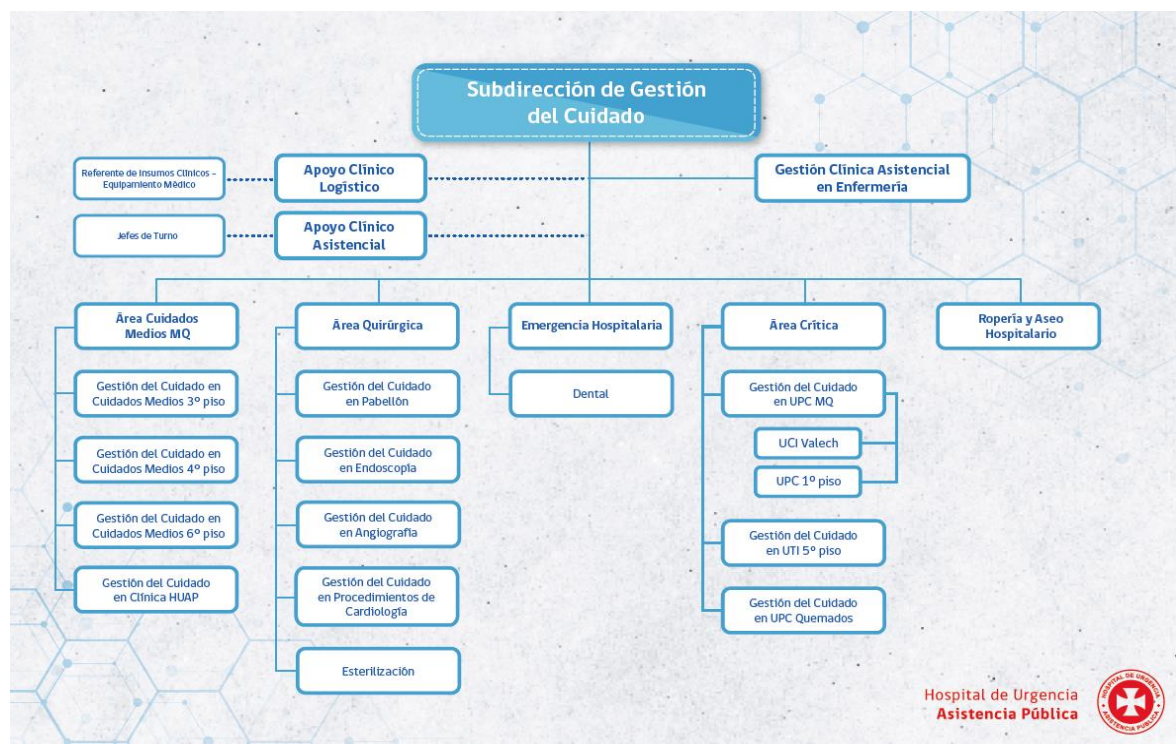 Subdirección de Gestión
del Cuidado
Referente de Insumos Clínicos –
Equipamiento Médico
Apoyo Clínico
Logístico
Gestión Clínica Asistencial
en Enfermería
Jefes de Turno
Apoyo Clínico
Asistencial
Área Cuidados
Medios MQ
Gestión del Cuidado en
Cuidados Medios 3º piso
Gestión del Cuidado en
Cuidados Medios 4º piso
Gestión del Cuidado en
Cuidados Medios 6º piso
Gestión del Cuidado
en Clínica HUAP
Área Quirúrgica
Gestión del Cuidado
en Pabellón
Gestión del Cuidado
en Endoscopía
Gestión del Cuidado
en Angiografía
Gestión del Cuidado
en Procedimientos de
Cardiología
Esterilización
Emergencia Hospitalaria
Dental
Área Crítica
Gestión del Cuidado
en UPC MQ
UCI Valech
UPC 1º piso
Gestión del Cuidado
en UTI 5º piso
Gestión del Cuidado
en UPC Quemados
Ropería y Aseo
Hospitalario
Hospital de Urgencia
Asistencia Pública
HOSPITAL DE URGENCIA
ASISTENCIA PUBLICA